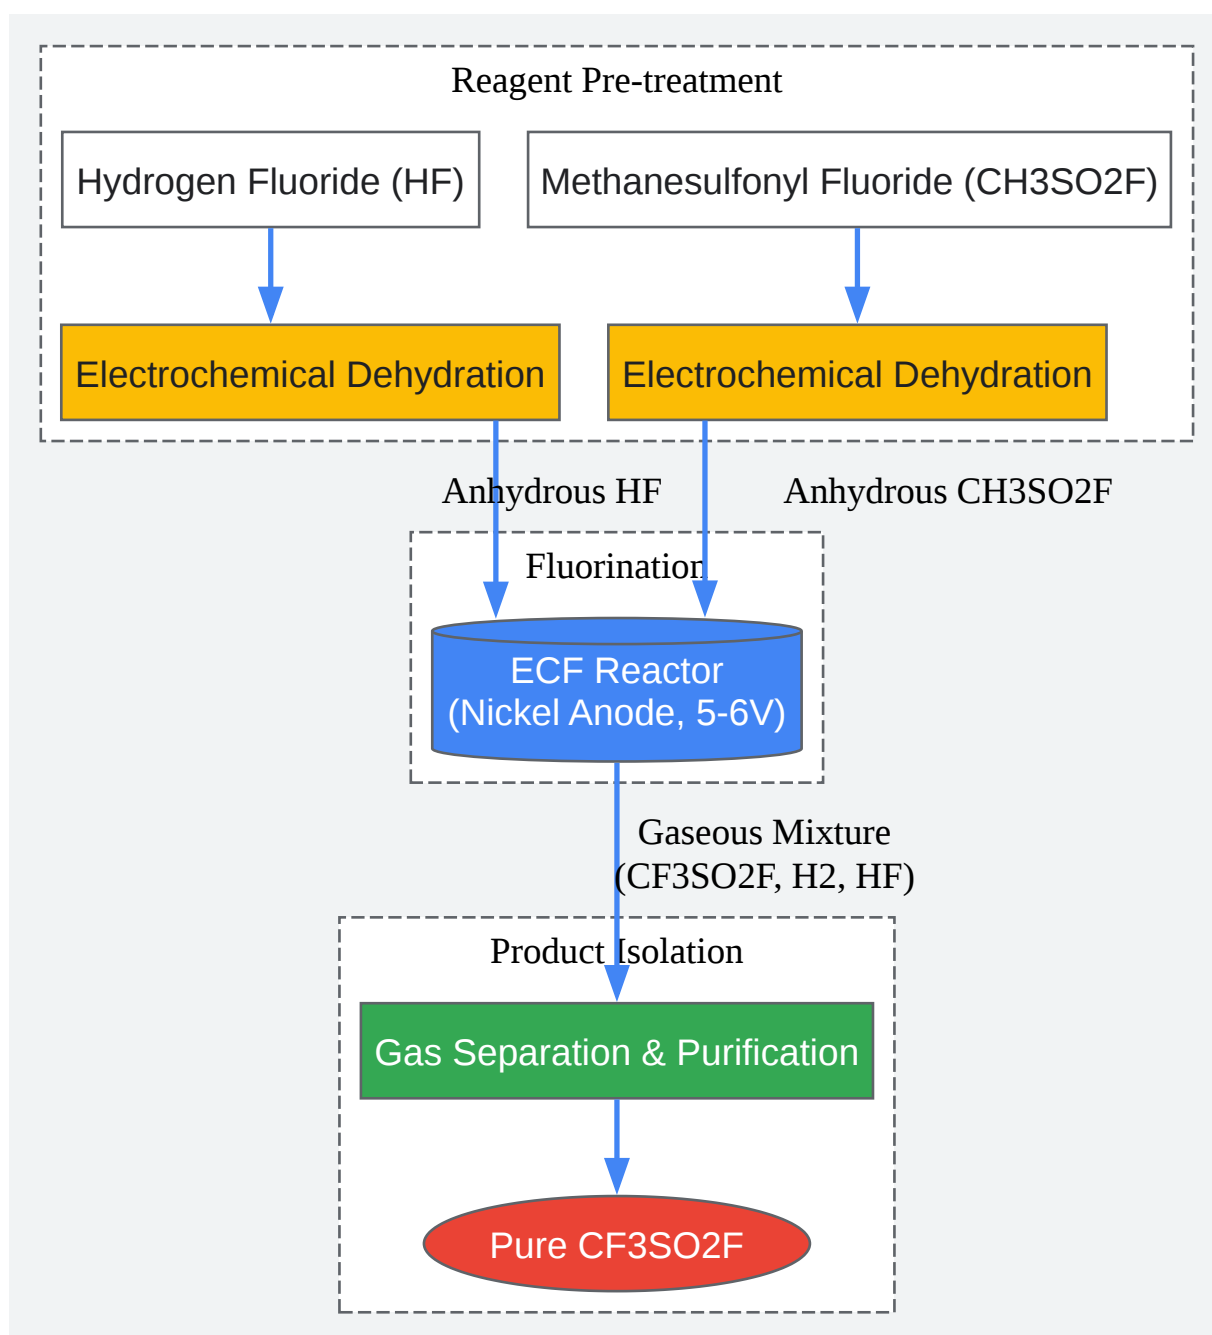 Reagent Pre-treatment
Hydrogen Fluoride (HF)
Methanesulfonyl Fluoride (CH3SO2F)
Electrochemical Dehydration
Electrochemical Dehydration
Anhydrous HF
Anhydrous CH3SO2F
Fluorination
ECF Reactor
(Nickel Anode, 5-6V)
Gaseous Mixture
(CF3SO2F, H2, HF)
Product Isolation
Gas Separation & Purification
Pure CF3SO2F